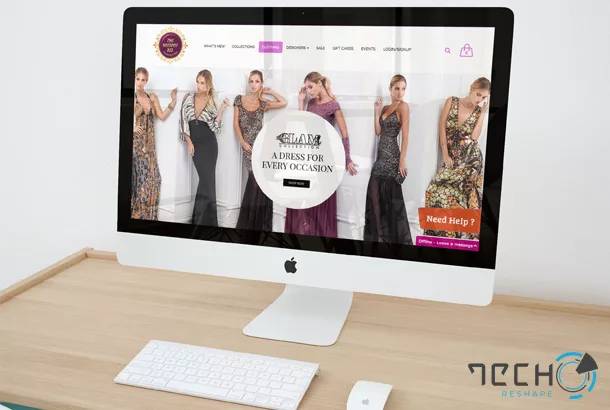 WHAT'S NEW COLLECTIONS CLOTHING DESIGNERS SALE GIFT CARDS EVENTS LOGIN/SIGNUP
GLAM
COLLECTION
A DRESS FOR
EVERY OCCASION
SHOP NOW
Need Help ?
Offline - Leave a message
TECHO
RESHAPE